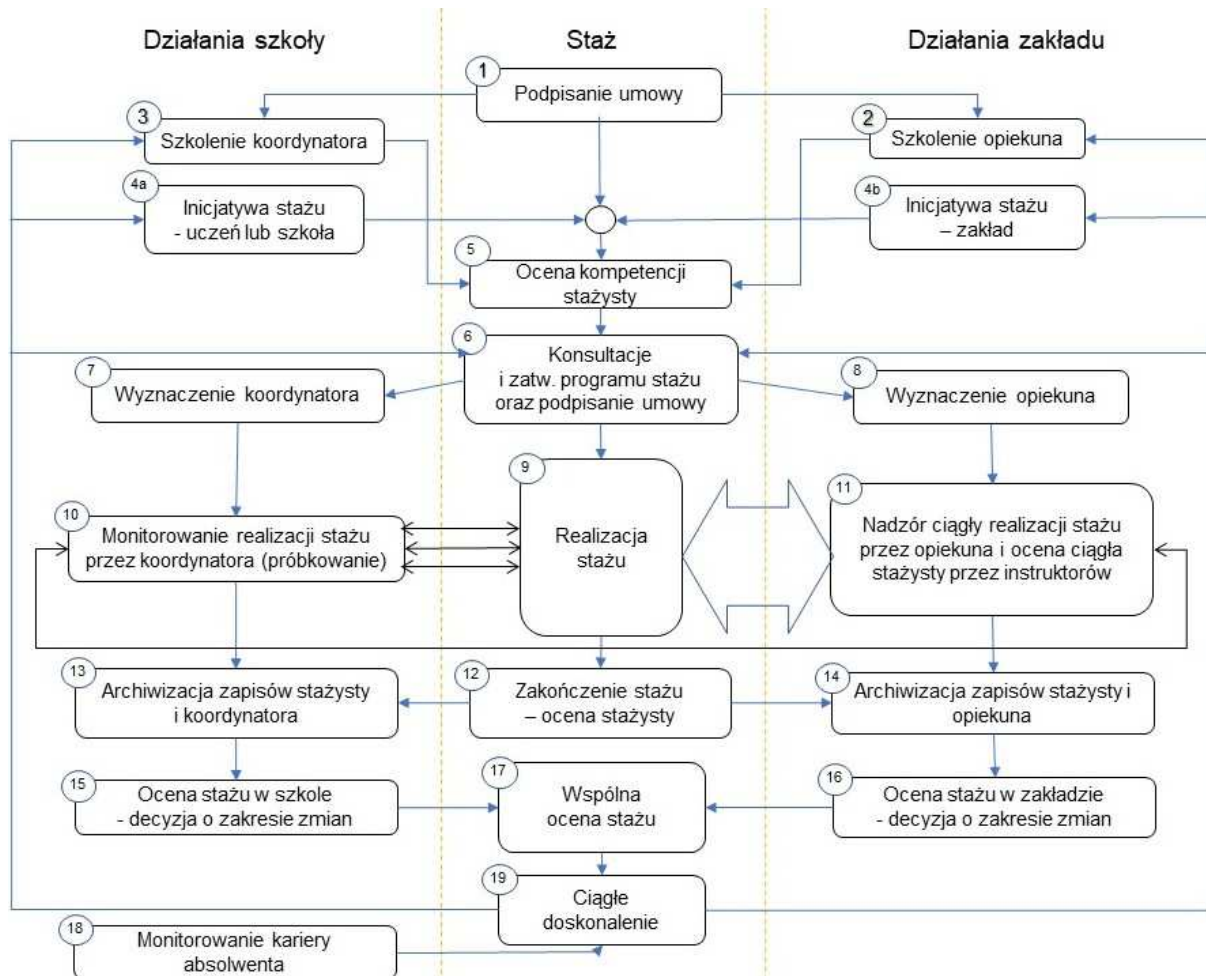 Działania szkoły
Staż
Działania zakładu
1
Podpisanie umowy
3
Szkolenie koordynatora
2
Szkolenie opiekuna
4a
Inicjatywa stażu
- uczeń lub szkoła
4b
Inicjatywa stażu
– zakład
5
Ocena kompetencji
stażysty
6
Konsultacje
i zatw. programu stażu
oraz podpisanie umowy
7
Wyznaczenie koordynatora
8
Wyznaczenie opiekuna
9
Realizacja
stażu
10
Monitorowanie realizacji stażu
przez koordynatora (próbkowanie)
11
Nadzór ciągły realizacji stażu
przez opiekuna i ocena ciągła
stażysty przez instruktorów
13
Archiwizacja zapisów stażysty
i koordynatora
12
Zakończenie stażu
– ocena stażysty
14
Archiwizacja zapisów stażysty i
opiekuna
15
Ocena stażu w szkole
- decyzja o zakresie zmian
17
Wspólna
ocena stażu
16
Ocena stażu w zakładzie
- decyzja o zakresie zmian
19
Ciągłe
doskonalenie
18
Monitorowanie kariery
absolwenta